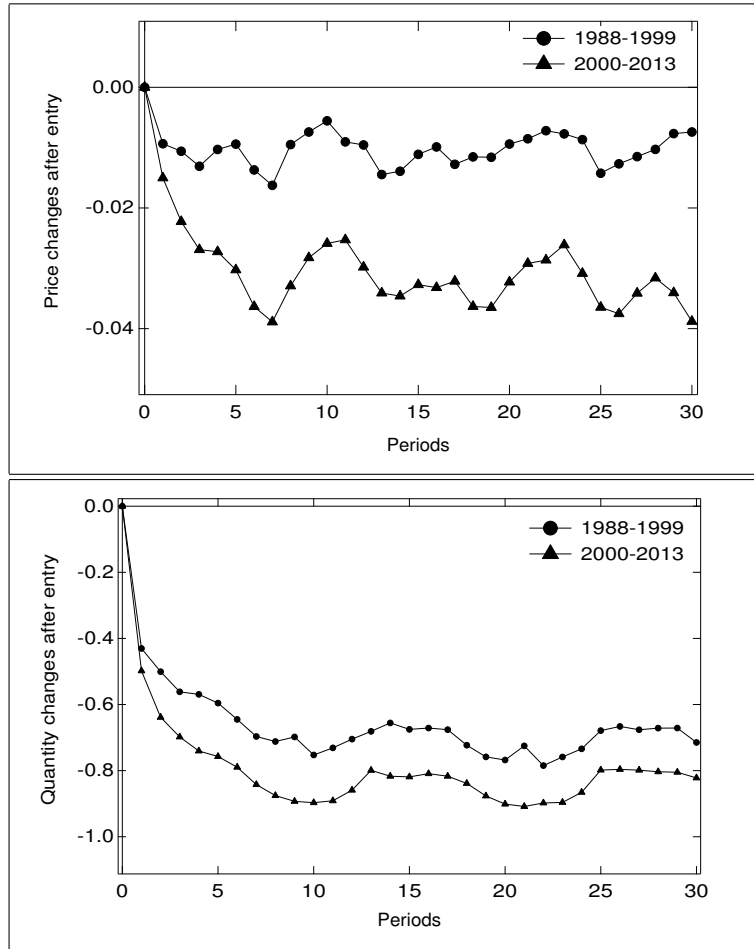 1988-1999
2000-2013
0.00
-0.02
-0.04
Price changes after entry
0 5 10 15 20 25 30
Periods
1988-1999
2000-2013
0.0
-0.2
-0.4
-0.6
-0.8
-1.0
Quantity changes after entry
0 5 10 15 20 25 30
Periods